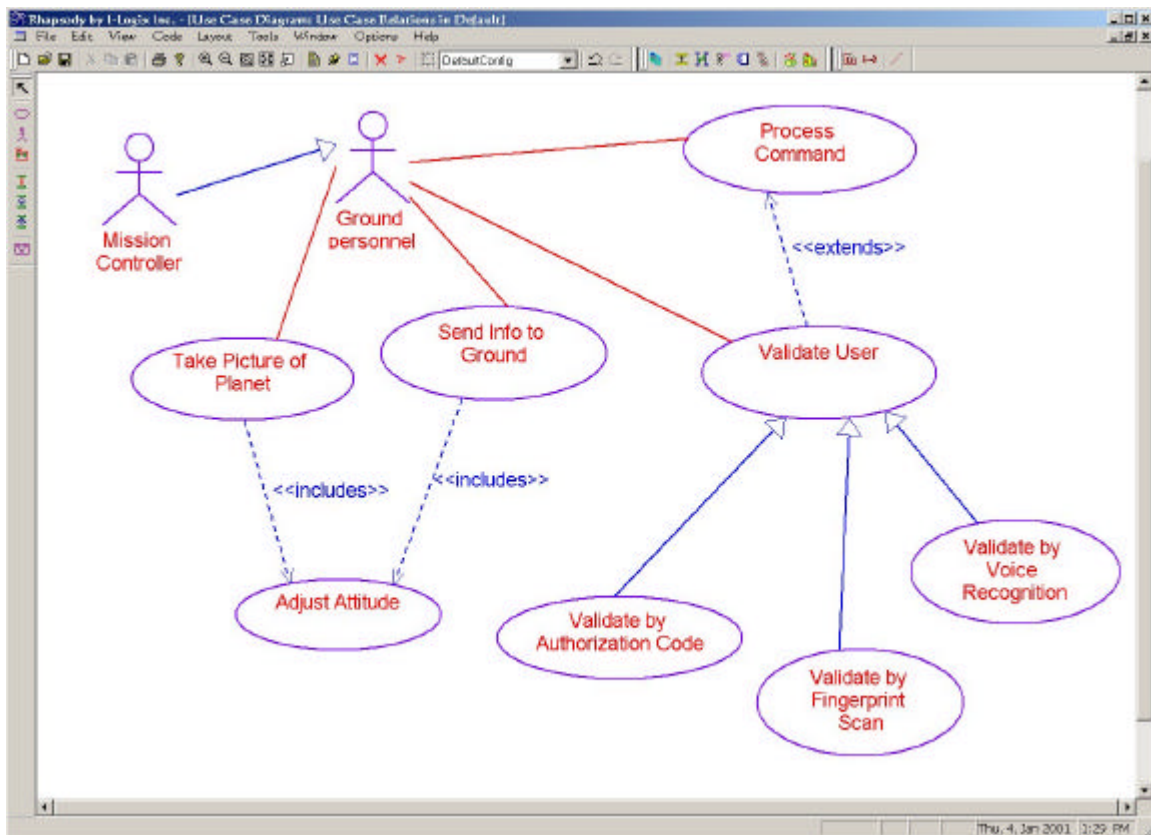 Rhapsody by I-Logix Inc. - [Use Case Diagram: Use Case Relations in Default]
File Edit View Code Layout Tools Window Options Help
DefaultConfig
Mission
Controller
Ground
personnel
Process
Command
<<extends>>
Take Picture of
Planet
Send Info to
Ground
Validate User
<<includes>>
<<includes>>
Adjust Attitude
Validate by
Authorization Code
Validate by
Fingerprint
Scan
Validate by
Voice
Recognition
Thu, 4, Jan 2001 1:29 PM